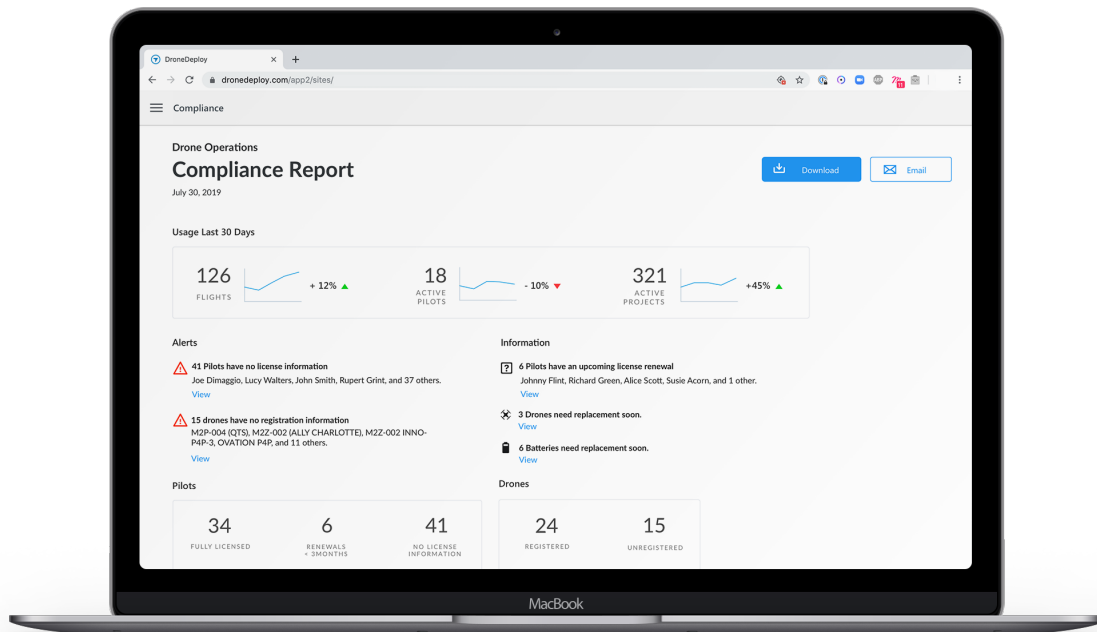 DroneDeploy
dronedeploy.com/app2/sites/
ABP
11
Compliance
Drone Operations
Compliance Report
July 30, 2019
Download
Email
Usage Last 30 Days
126
FLIGHTS
+ 12%
18
ACTIVE
PILOTS
- 10%
321
ACTIVE
PROJECTS
+45%
Alerts
41 Pilots have no license information
Joe Dimaggio, Lucy Walters, John Smith, Rupert Grint, and 37 others.
View
15 drones have no registration information
M2P-004 (QTS), M2Z-002 (ALLY CHARLOTTE), M2Z-002 INNO-
P4P-3, OVATION P4P, and 11 others.
View
Information
6 Pilots have an upcoming license renewal
Johnny Flint, Richard Green, Alice Scott, Susie Acorn, and 1 other.
View
3 Drones need replacement soon.
View
6 Batteries need replacement soon.
View
Pilots
34
FULLY LICENSED
6
RENEWALS
< 3MONTHS
41
NO LICENSE
INFORMATION
Drones
24
REGISTERED
15
UNREGISTERED
MacBook